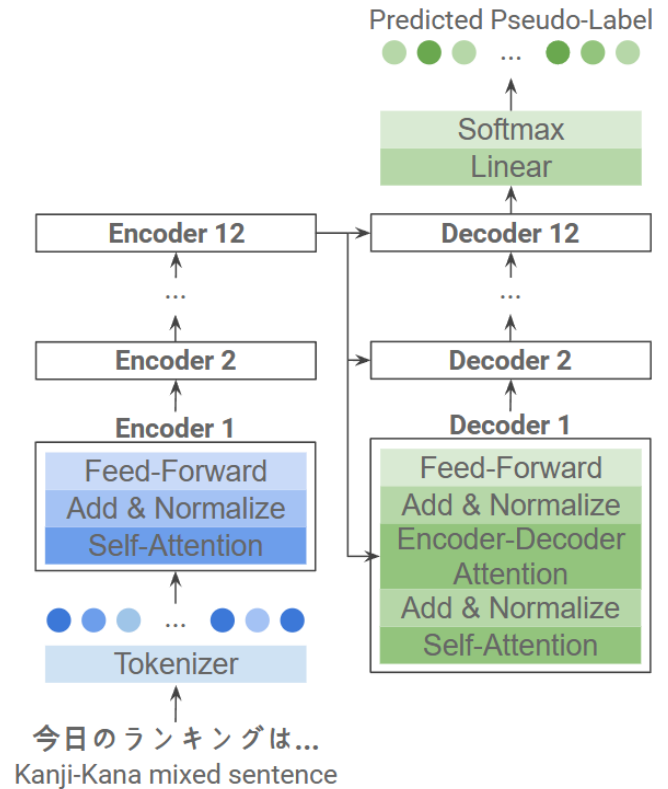 Predicted Pseudo-Label
...
Softmax
Linear
Encoder 12
Decoder 12
...
...
Encoder 2
Decoder 2
Encoder 1
Decoder 1
Feed-Forward
Add & Normalize
Self-Attention
Feed-Forward
Add & Normalize
Encoder-Decoder
Attention
Add & Normalize
Self-Attention
...
Tokenizer
今日のランキングは...
Kanji-Kana mixed sentence